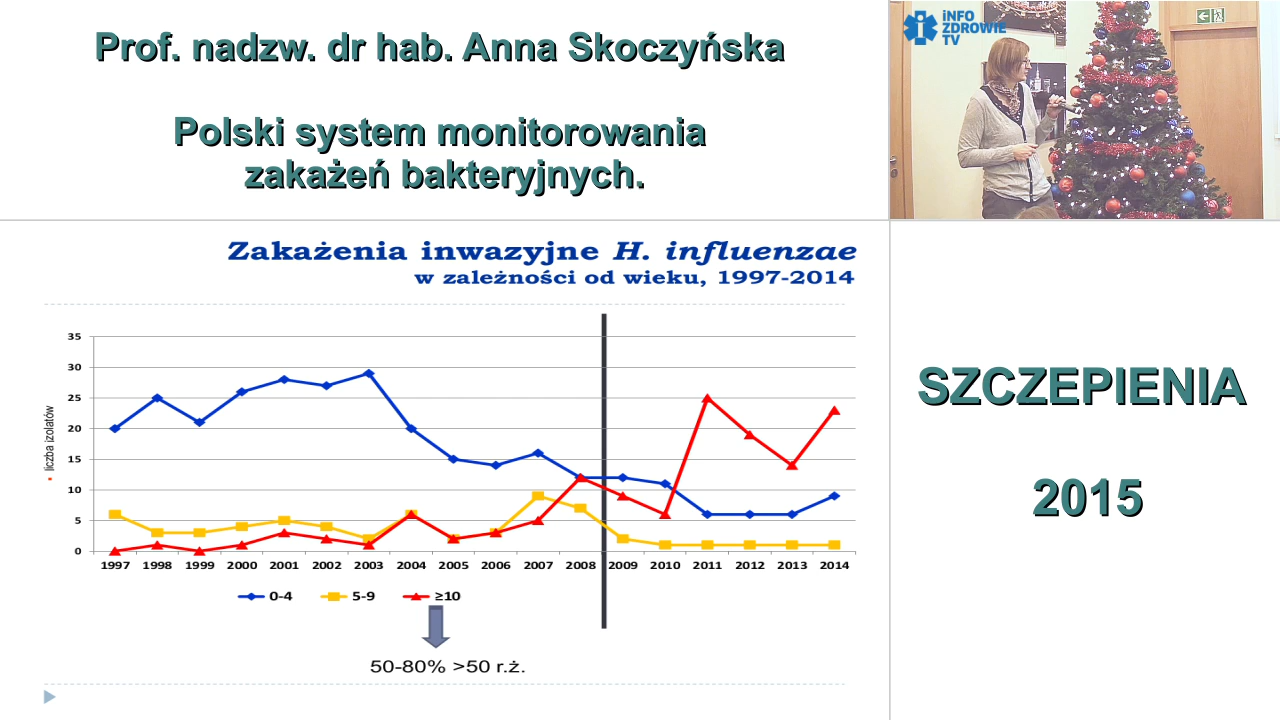 Prof. nadzw. dr hab. Anna Skoczyńska
Polski system monitorowania
zakażeń bakteryjnych.
iNFO
ZDROWIE
TV
Zakażenia inwazyjne H. influenzae
w zależności od wieku, 1997-2014
35
30
25
20
15
10
5
0
liczba izolatów
1997 1998 1999 2000 2001 2002 2003 2004 2005 2006 2007 2008 2009 2010 2011 2012 2013 2014
0-4 5-9 ≥10
50-80% >50 r.ż.
SZCZEPIENIA
2015